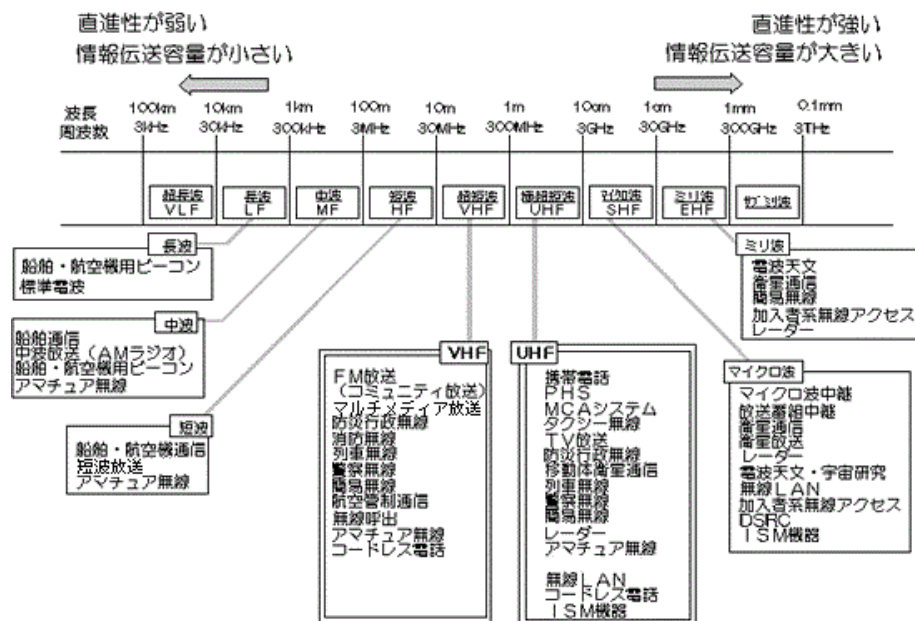 直進性が弱い
情報伝送容量が小さい
直進性が強い
情報伝送容量が大きい
波長 100km 10km 1km 100m 10m 1m 10cm 1cm 1mm 0.1mm
周波数 3kHz 30kHz 300kHz 3MHz 30MHz 300MHz 3GHz 30GHz 300GHz 3THz
超長波 長波 中波 短波 超短波 極超短波 マイクロ波 ミリ波 サブミリ波
VLF LF MF HF VHF UHF SHF EHF
長波
船舶・航空機用ビーコン
標準電波
中波
船舶通信
中波放送（AMラジオ）
船舶・航空機用ビーコン
アマチュア無線
短波
船舶・航空機通信
短波放送
アマチュア無線
VHF
FM放送
（コミュニティ放送）
マルチメディア放送
防災行政無線
消防無線
列車無線
警察無線
簡易無線
航空管制通信
無線呼出
アマチュア無線
コードレス電話
UHF
携帯電話
PHS
MCAシステム
タクシー無線
TV放送
防災行政無線
移動体衛星通信
列車無線
警察無線
簡易無線
レーダー
アマチュア無線
無線LAN
コードレス電話
ISM機器
ミリ波
電波天文
衛星通信
簡易無線
加入者系無線アクセス
レーダー
マイクロ波
マイクロ波中継
放送番組中継
衛星通信
衛星放送
レーダー
電波天文・宇宙研究
無線LAN
加入者系無線アクセス
DSRC
ISM機器